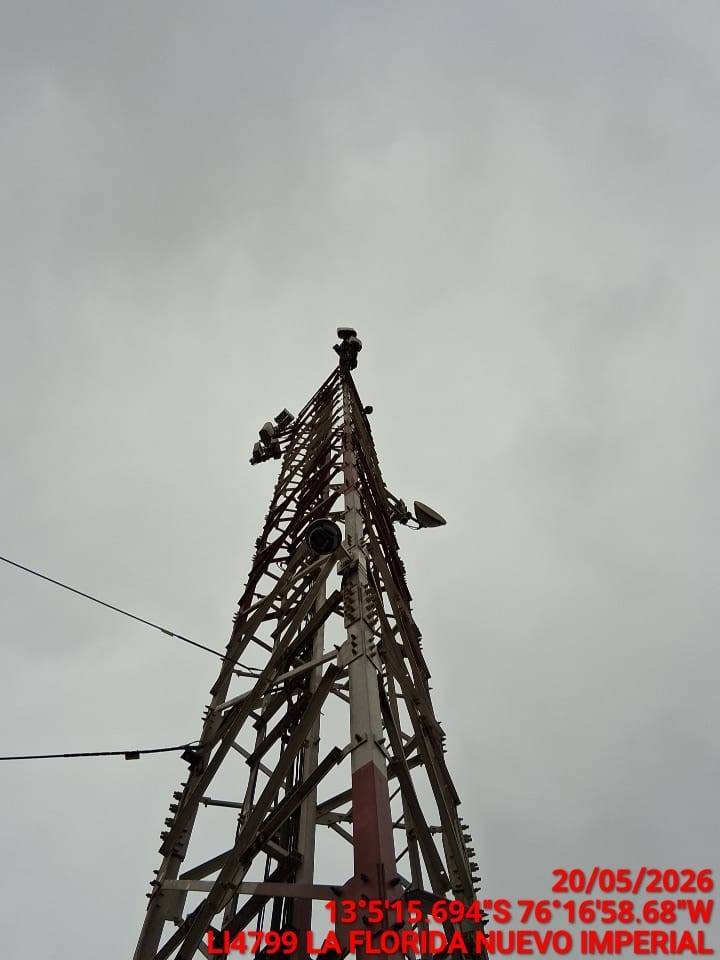 20/05/2026
13°5'15.694"S 76°16'58.68"W
LI4799 LA FLORIDA NUEVO IMPERIAL